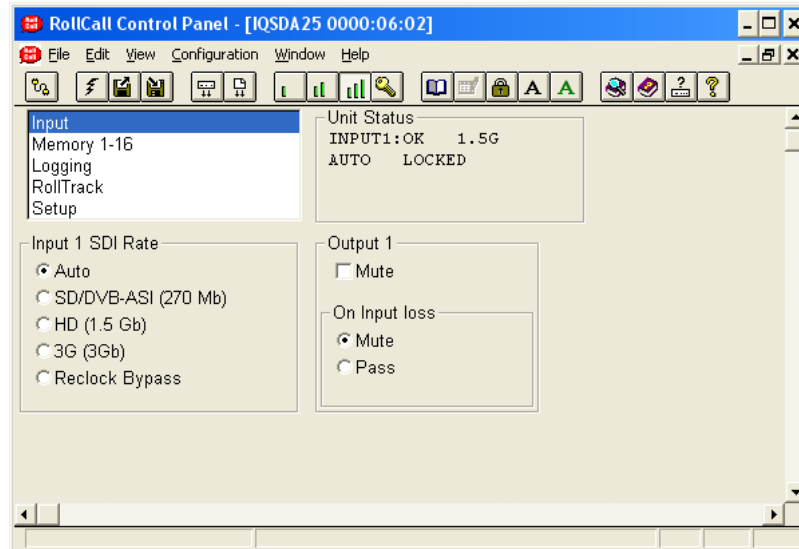 RollCall Control Panel - [IQSDA25 0000:06:02]
File Edit View Configuration Window Help
A A
Input
Memory 1-16
Logging
RollTrack
Setup
Unit Status
INPUT1:OK 1.5G
AUTO LOCKED
Input 1 SDI Rate
Auto
SD/DVB-ASI (270 Mb)
HD (1.5 Gb)
3G (3Gb)
Reclock Bypass
Output 1
Mute
On Input loss
Mute
Pass